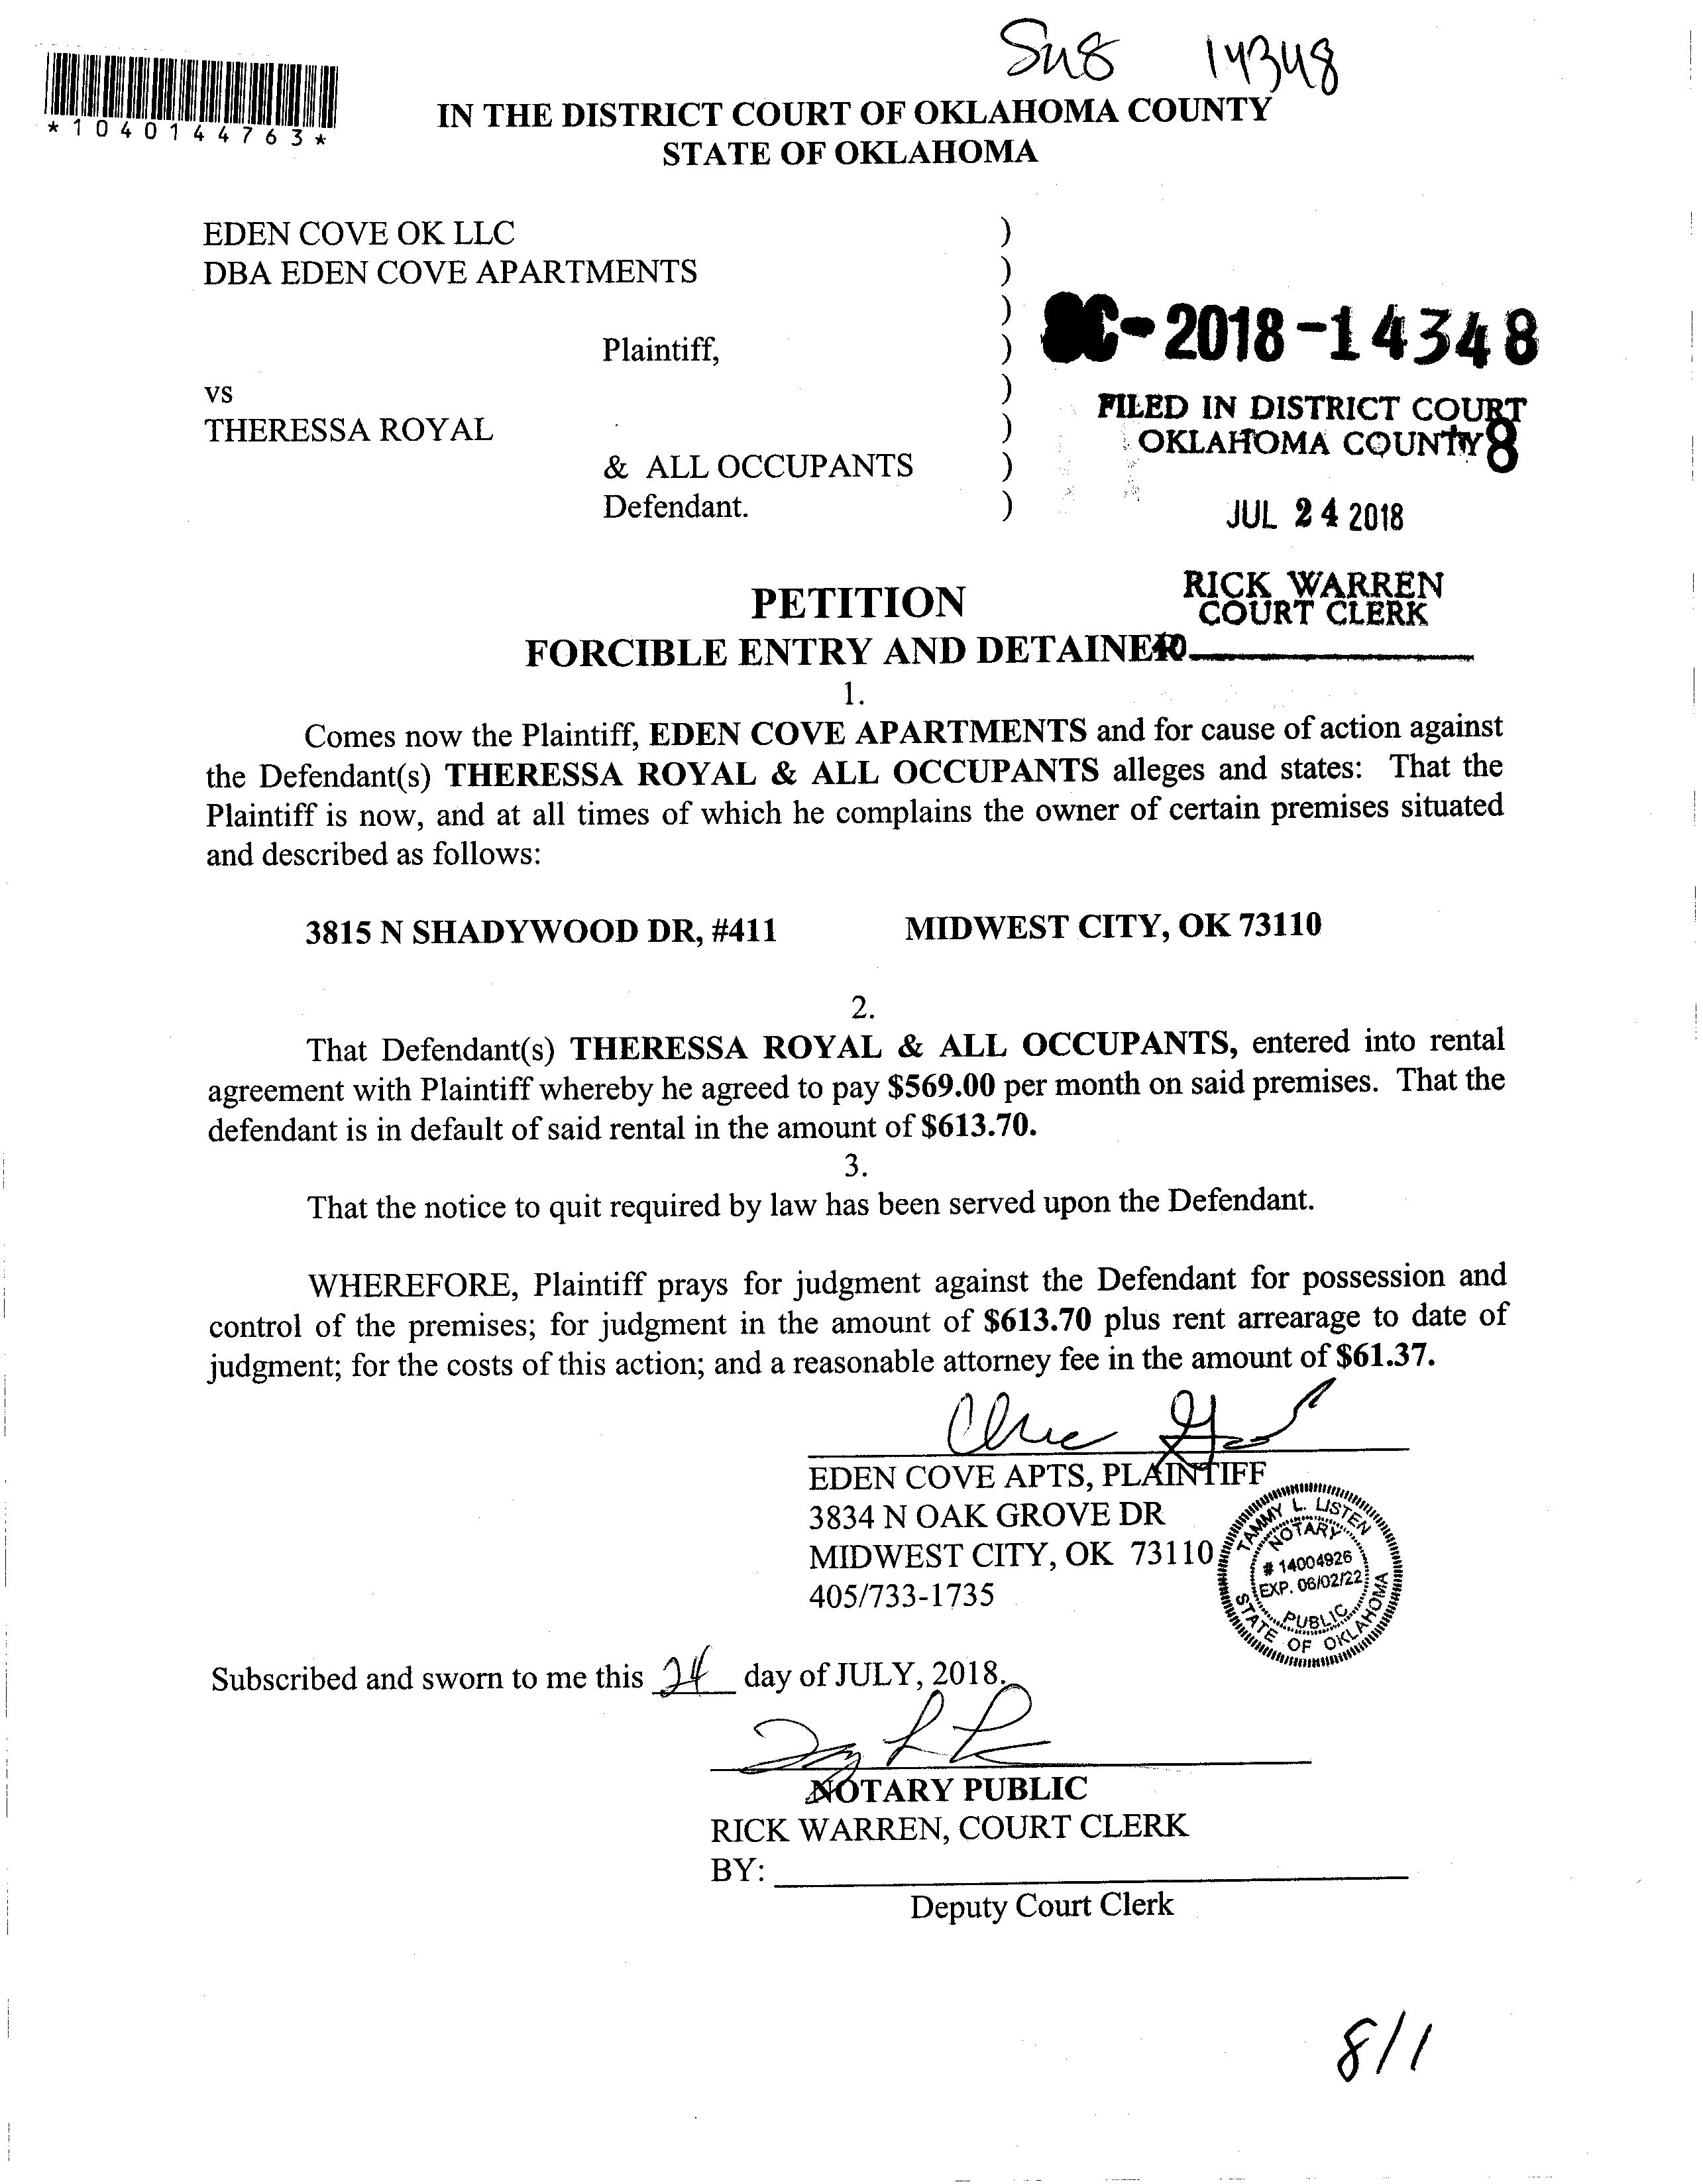 14348
*1040144763*
IN THE DISTRICT COURT OF OKLAHOMA COUNTY
STATE OF OKLAHOMA
EDEN COVE OK LLC )
DBA EDEN COVE APARTMENTS )
)
Plaintiff, )
vs )
THERESSA ROYAL )
& ALL OCCUPANTS )
Defendant. )
SC-2018-14348
FILED IN DISTRICT COURT
OKLAHOMA COUNTY
8
JUL 24 2018
RICK WARREN
COURT CLERK
PETITION
FORCIBLE ENTRY AND DETAINER
1.
Comes now the Plaintiff, EDEN COVE APARTMENTS and for cause of action against
the Defendant(s) THERESSA ROYAL & ALL OCCUPANTS alleges and states: That the
Plaintiff is now, and at all times of which he complains the owner of certain premises situated
and described as follows:
3815 N SHADYWOOD DR, #411 MIDWEST CITY, OK 73110
2.
That Defendant(s) THERESSA ROYAL & ALL OCCUPANTS, entered into rental
agreement with Plaintiff whereby he agreed to pay $569.00 per month on said premises. That the
defendant is in default of said rental in the amount of $613.70.
3.
That the notice to quit required by law has been served upon the Defendant.
WHEREFORE, Plaintiff prays for judgment against the Defendant for possession and
control of the premises; for judgment in the amount of $613.70 plus rent arrearage to date of
judgment; for the costs of this action; and a reasonable attorney fee in the amount of $61.37.
EDEN COVE APTS, PLAINTIFF
3834 N OAK GROVE DR
MIDWEST CITY, OK 73110
405/733-1735
TAMMY L. LISTEN
NOTARY
# 14004926
EXP. 06/02/22
PUBLIC
STATE OF OKLAHOMA
Subscribed and sworn to me this 24 day of JULY, 2018.
NOTARY PUBLIC
RICK WARREN, COURT CLERK
BY:
Deputy Court Clerk
8/1